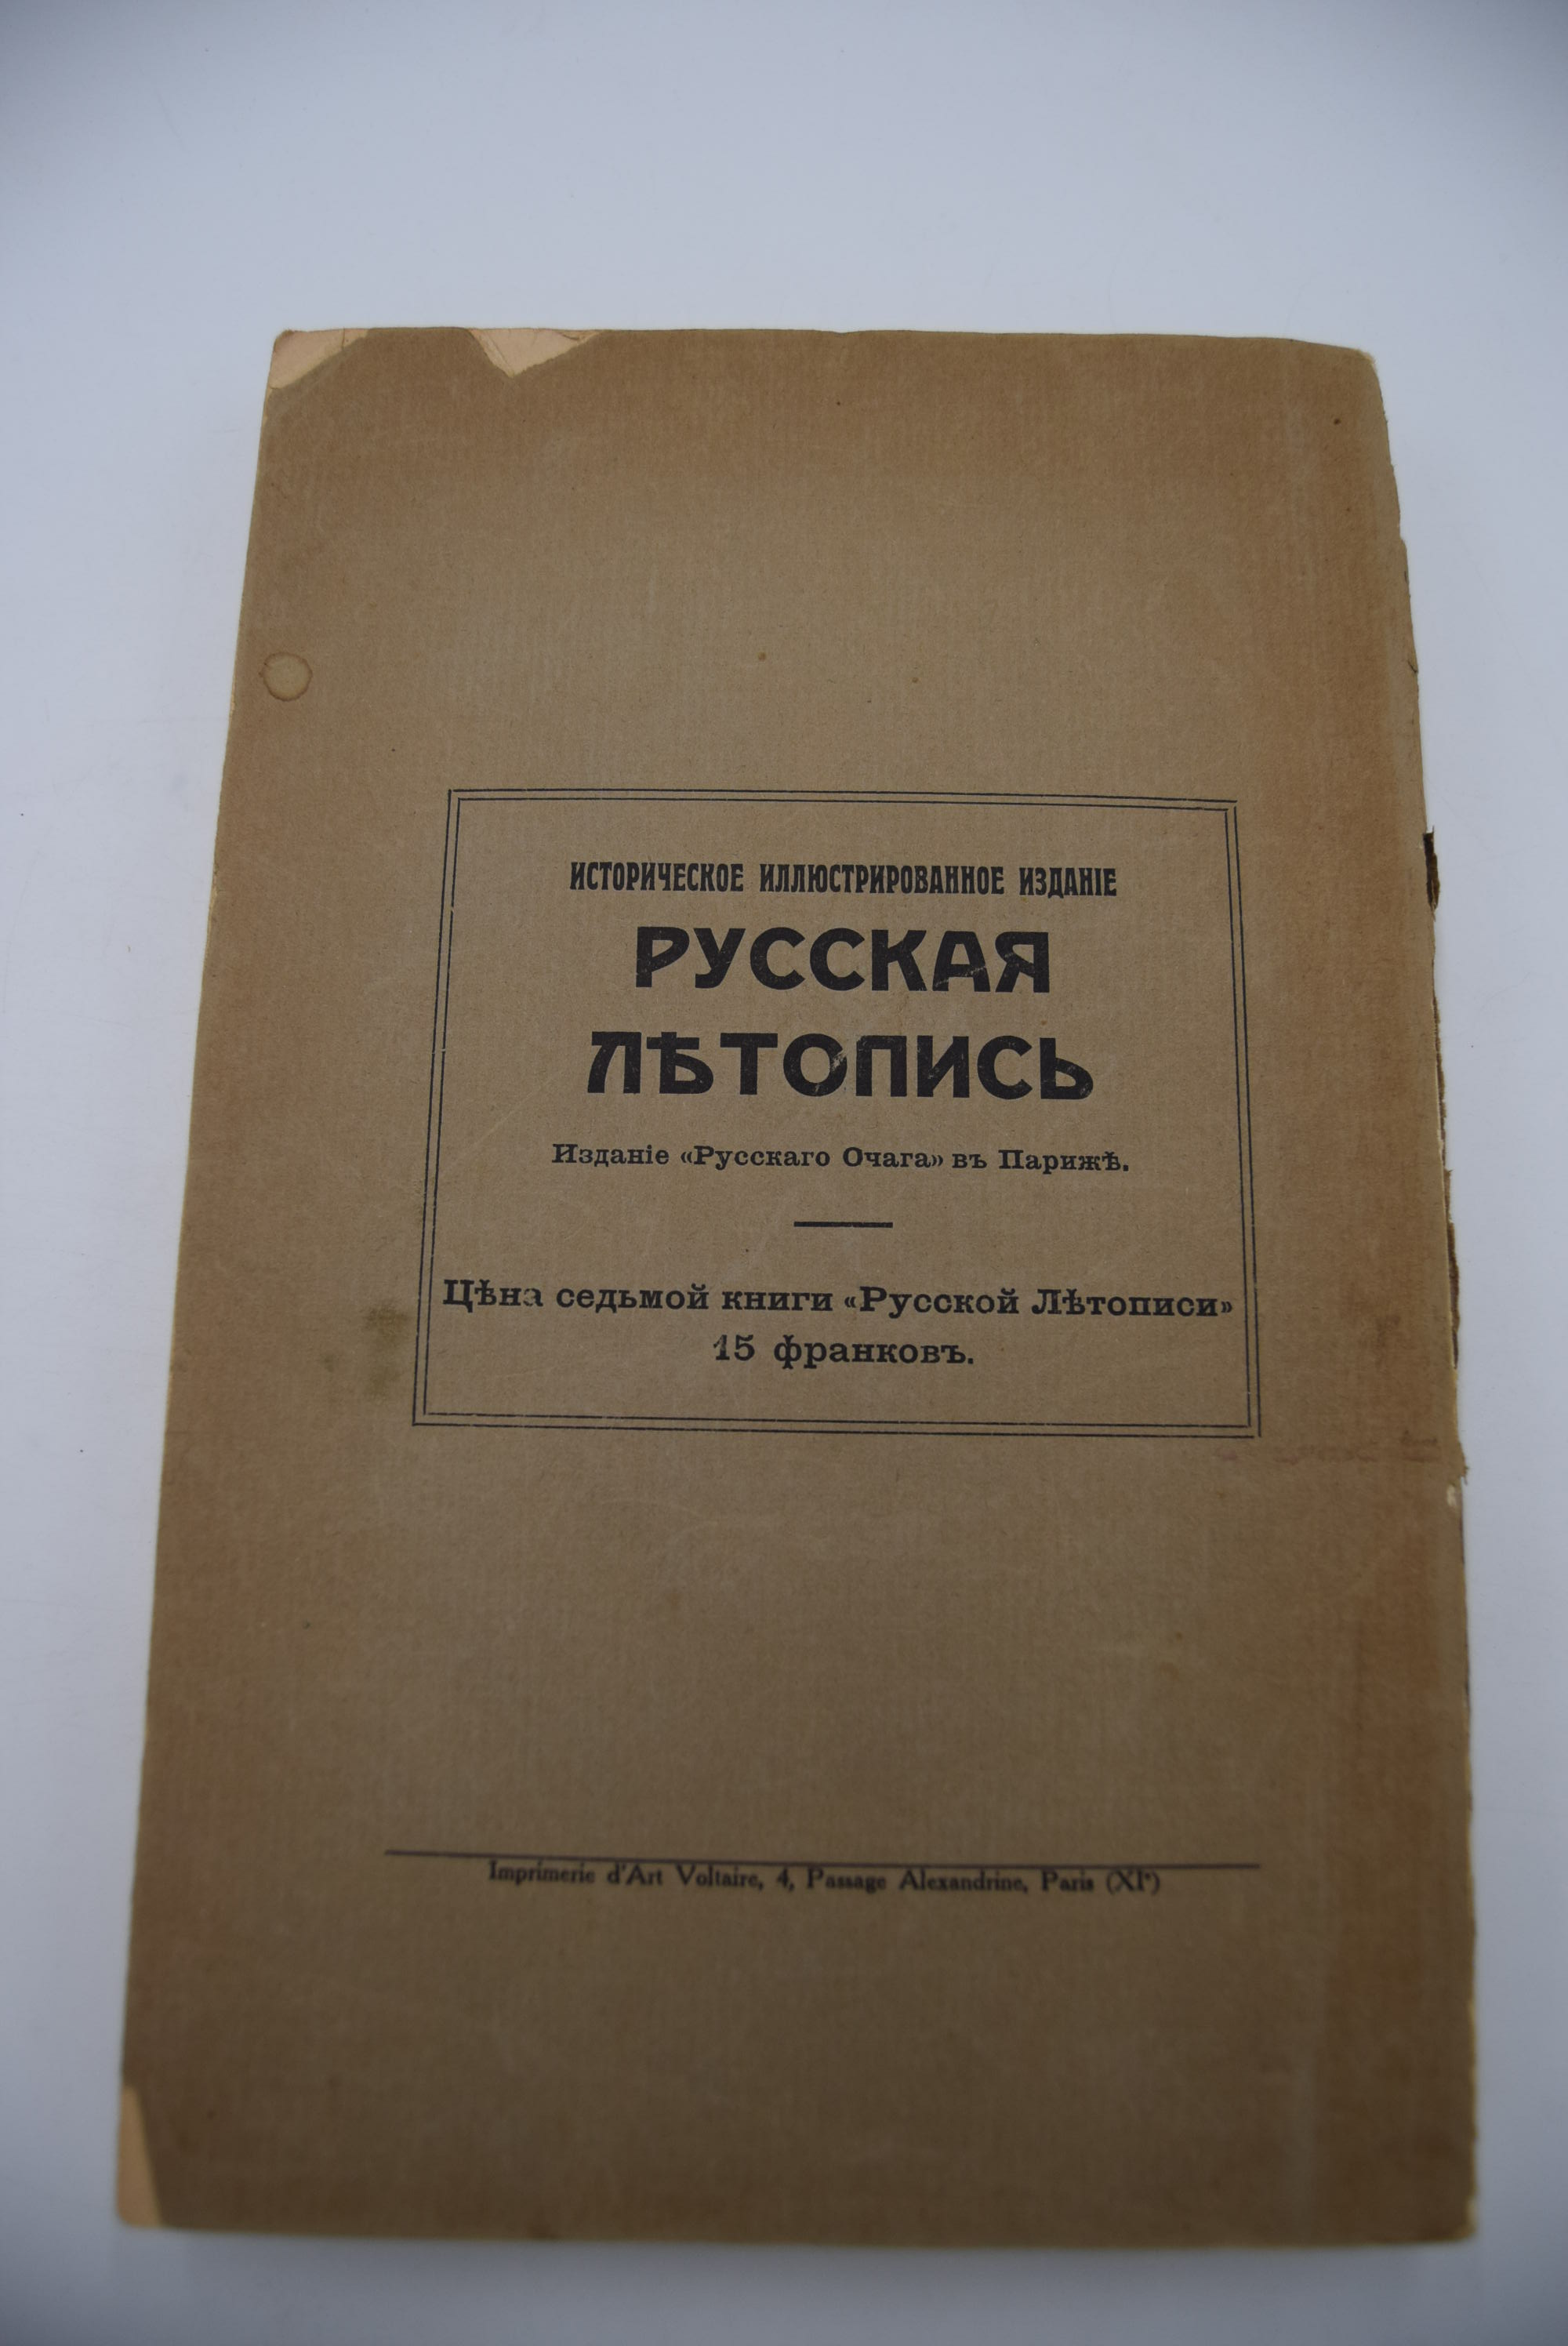 ИСТОРИЧЕСКОЕ ИЛЛЮСТРИРОВАННОЕ ИЗДАНІЕ
РУССКАЯ
ЛѢТОПИСЬ
Изданіе «Русскаго Очага» въ Парижѣ.
Цѣна седьмой книги «Русской Лѣтописи»
15 франковъ.
Imprimerie d'Art Voltaire, 4, Passage Alexandrine, Paris (XIᵉ)